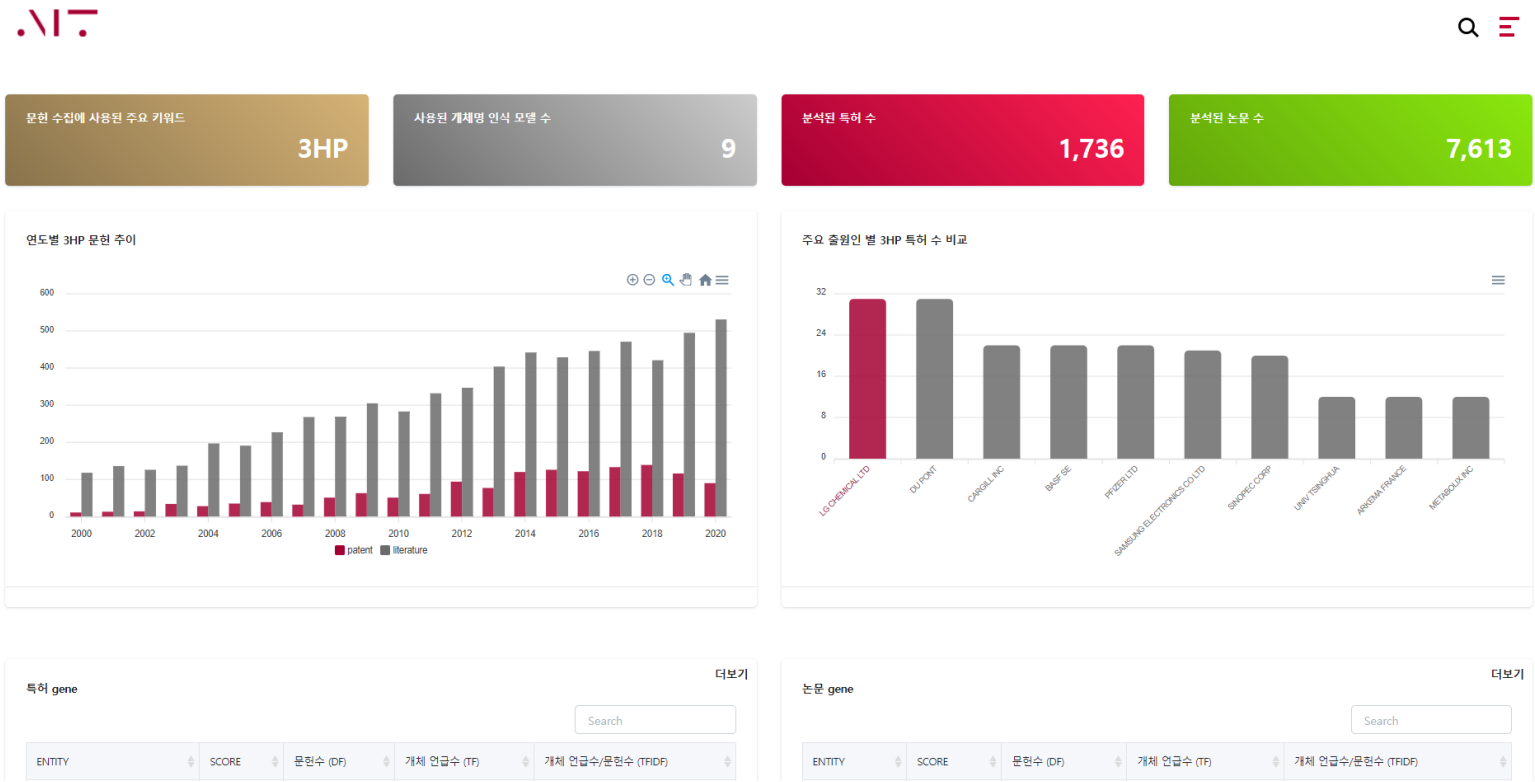 문헌 수집에 사용된 주요 키워드
3HP
사용된 개체명 인식 모델 수
9
분석된 특허 수
1,736
분석된 논문 수
7,613
연도별 3HP 문헌 추이
600
500
400
300
200
100
0
2000 2002 2004 2006 2008 2010 2012 2014 2016 2018 2020
patent literature
주요 출원인 별 3HP 특허 수 비교
32
24
16
8
0
LG CHEMICAL LTD
DU PONT
CARGILL INC
BASF SE
PFIZER LTD
SAMSUNG ELECTRONICS CO LTD
SINOPEC CORP
UNIV TSINGHUA
ARKEMA FRANCE
METABOLIX INC
더보기
특허 gene
Search
ENTITY SCORE 문헌수 (DF) 개체 언급수 (TF) 개체 언급수/문헌수 (TFIDF)
더보기
논문 gene
Search
ENTITY SCORE 문헌수 (DF) 개체 언급수 (TF) 개체 언급수/문헌수 (TFIDF)